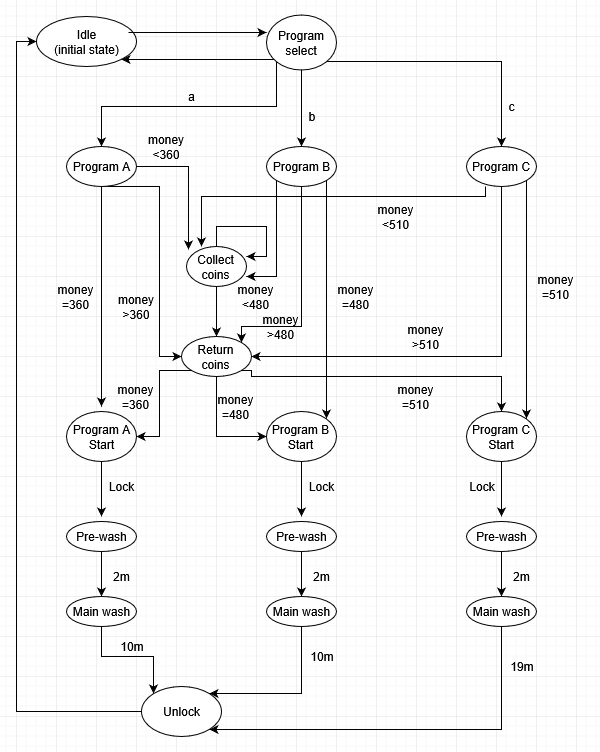 Idle
(initial state)
Program
select
a
b
c
money
<360
Program A
Program B
Program C
money
<510
Collect
coins
money
=360
money
>360
money
<480
money
=480
money
=510
money
>480
money
>510
Return
coins
money
=360
money
=480
money
=510
Program A
Start
Program B
Start
Program C
Start
Lock
Lock
Lock
Pre-wash
Pre-wash
Pre-wash
2m
2m
2m
Main wash
Main wash
Main wash
10m
10m
19m
Unlock